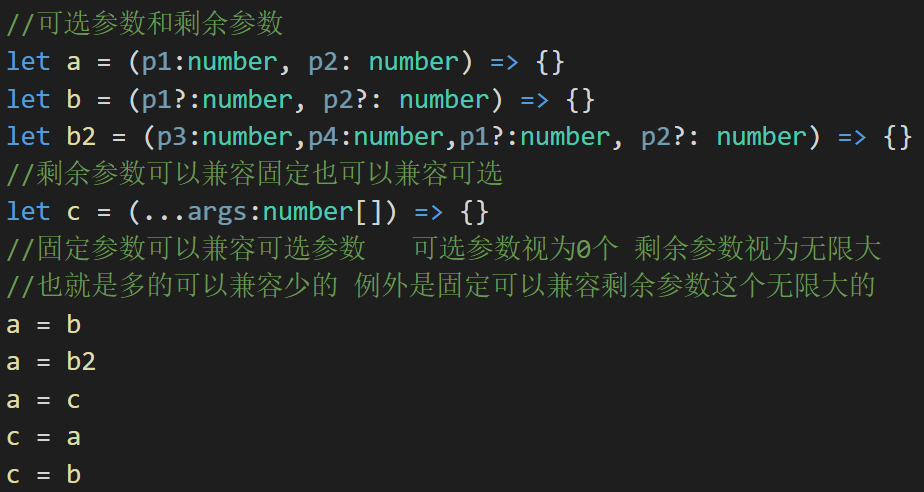 //可选参数和剩余参数
let a = (p1:number, p2: number) => {}
let b = (p1?:number, p2?: number) => {}
let b2 = (p3:number,p4:number,p1?:number, p2?: number) => {}
//剩余参数可以兼容固定也可以兼容可选
let c = (...args:number[]) => {}
//固定参数可以兼容可选参数   可选参数视为0个 剩余参数视为无限大
//也就是多的可以兼容少的 例外是固定可以兼容剩余参数这个无限大的
a = b
a = b2
a = c
c = a
c = b